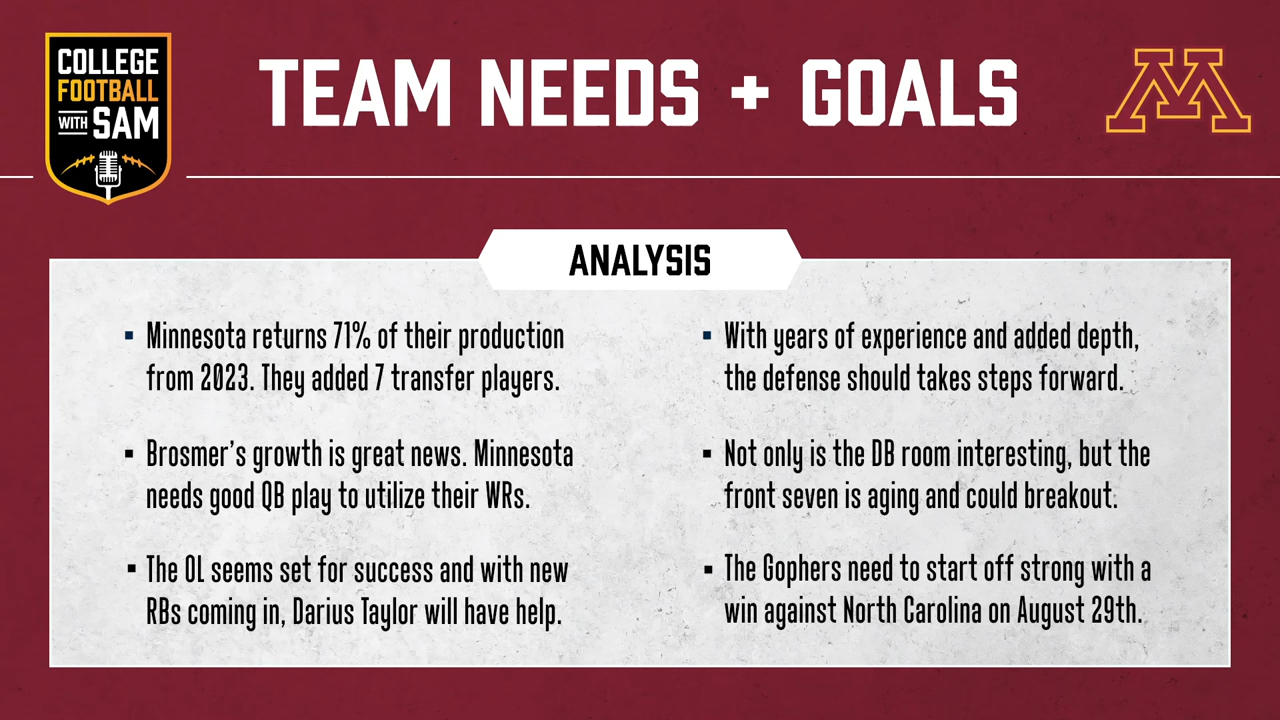 COLLEGE
FOOTBALL
WITH SAM
TEAM NEEDS + GOALS
M
ANALYSIS
▪ Minnesota returns 71% of their production
from 2023. They added 7 transfer players.
▪ Brosmer's growth is great news. Minnesota
needs good QB play to utilize their WRs.
▪ The OL seems set for success and with new
RBs coming in, Darius Taylor will have help.
▪ With years of experience and added depth,
the defense should takes steps forward.
▪ Not only is the DB room interesting, but the
front seven is aging and could breakout.
▪ The Gophers need to start off strong with a
win against North Carolina on August 29th.